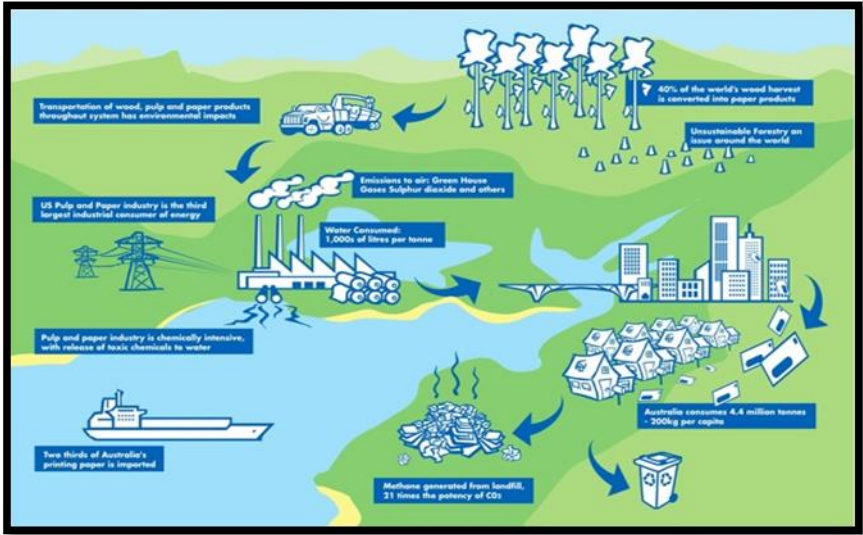 40% of the world's wood harvest
is converted into paper products
Transportation of wood, pulp and paper products
throughout system has environmental impacts
Unsustainable Forestry an
issue around the world
Emissions to air: Green House
Gases Sulphur dioxide and others
US Pulp and Paper industry is the third
largest industrial consumer of energy
Water Consumed:
1,000s of litres per tonne
Pulp and paper industry is chemically intensive,
with release of toxic chemicals to water
Australia consumes 4.4 million tonnes
- 200kg per capita
Two thirds of Australia's
printing paper is imported
Methane generated from landfill,
21 times the potency of C02